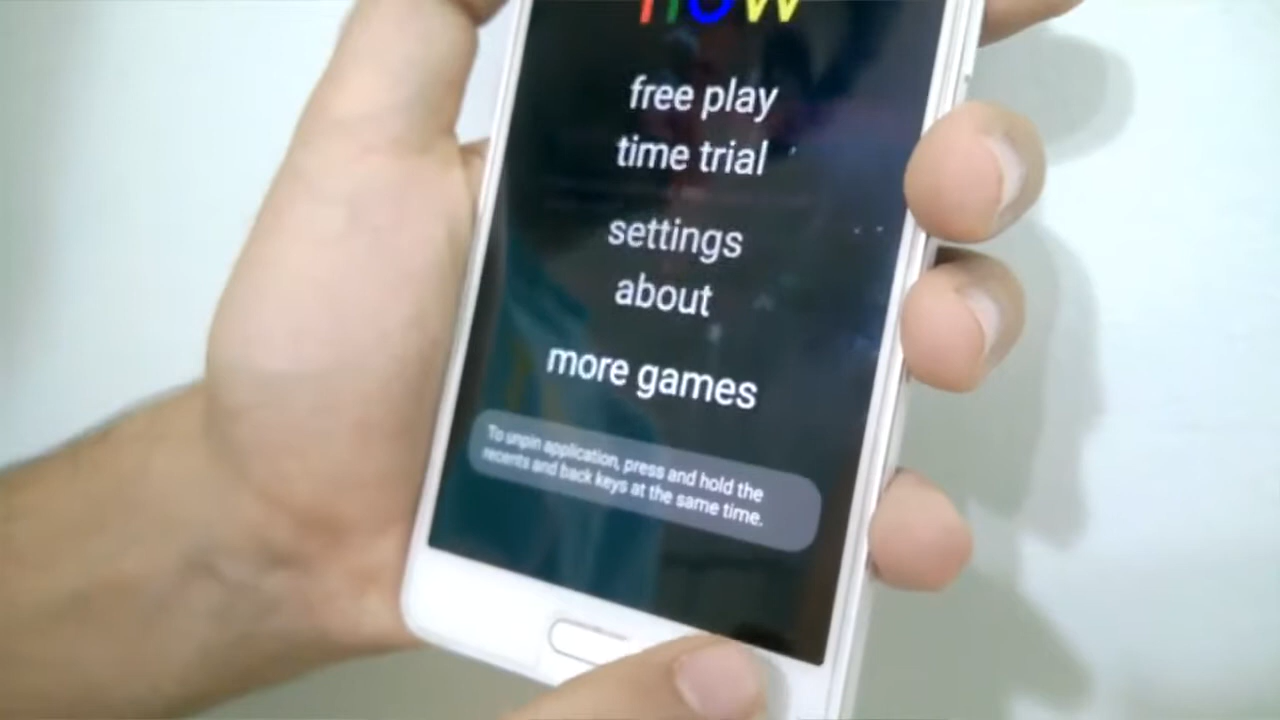 flow
free play
time trial
settings
about
more games
To unpin application, press and hold the
recents and back keys at the same time.